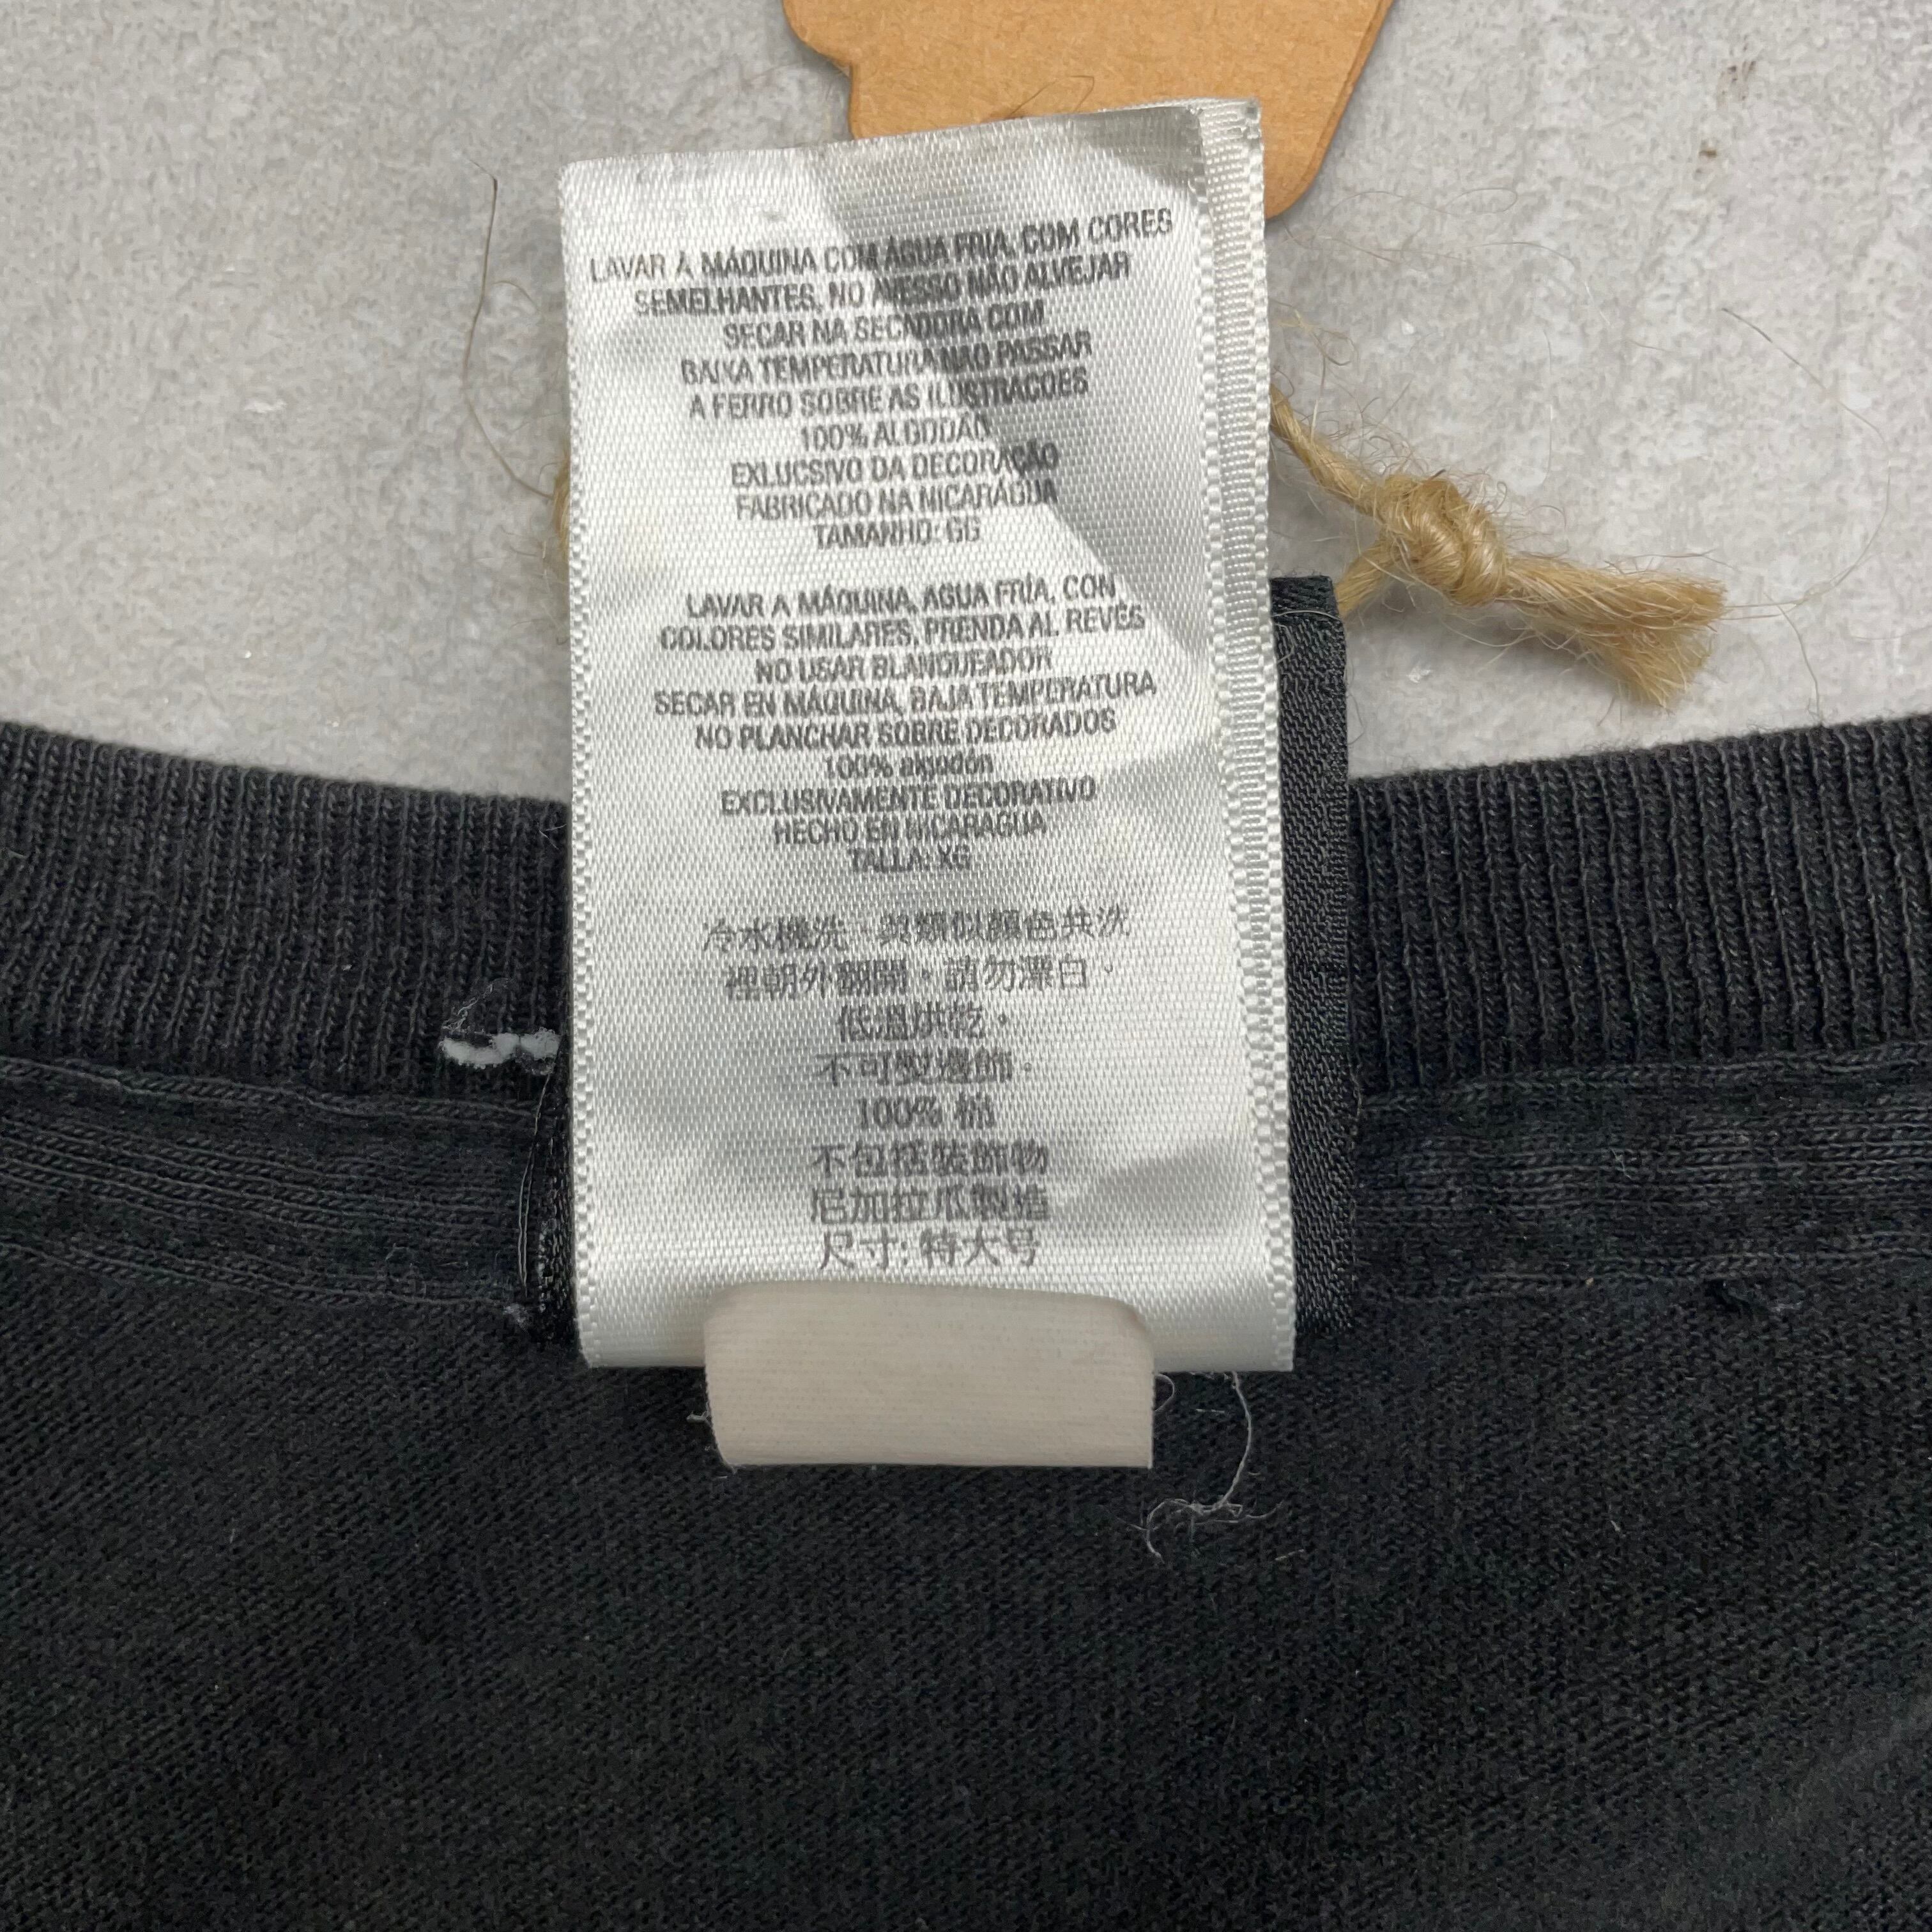 LAVAR À MÁQUINA COM ÁGUA FRIA, COM CORES
SEMELHANTES, NO AVESSO NÃO ALVEJAR
SECAR NA SECADORA COM
BAIXA TEMPERATURA NAO PASSAR
A FERRO SOBRE AS ILUSTRACOES
100% ALGODÃO
EXLUCSIVO DA DECORAÇÃO
FABRICADO NA NICARÁGUA
TAMANHO: GG
LAVAR A MÁQUINA, AGUA FRÍA, CON
COLORES SIMILARES, PRENDA AL REVÉS
NO USAR BLANQUEADOR
SECAR EN MÁQUINA, BAJA TEMPERATURA
NO PLANCHAR SOBRE DECORADOS
100% algodón
EXCLUSIVAMENTE DECORATIVO
HECHO EN NICARAGUA
TALLA: XG
冷水機洗，與類似顏色共洗
裡朝外翻開，請勿漂白。
低溫烘乾。
不可熨邊飾.
100% 棉
不包括裝飾物
尼加拉瓜製造
尺寸: 特大号